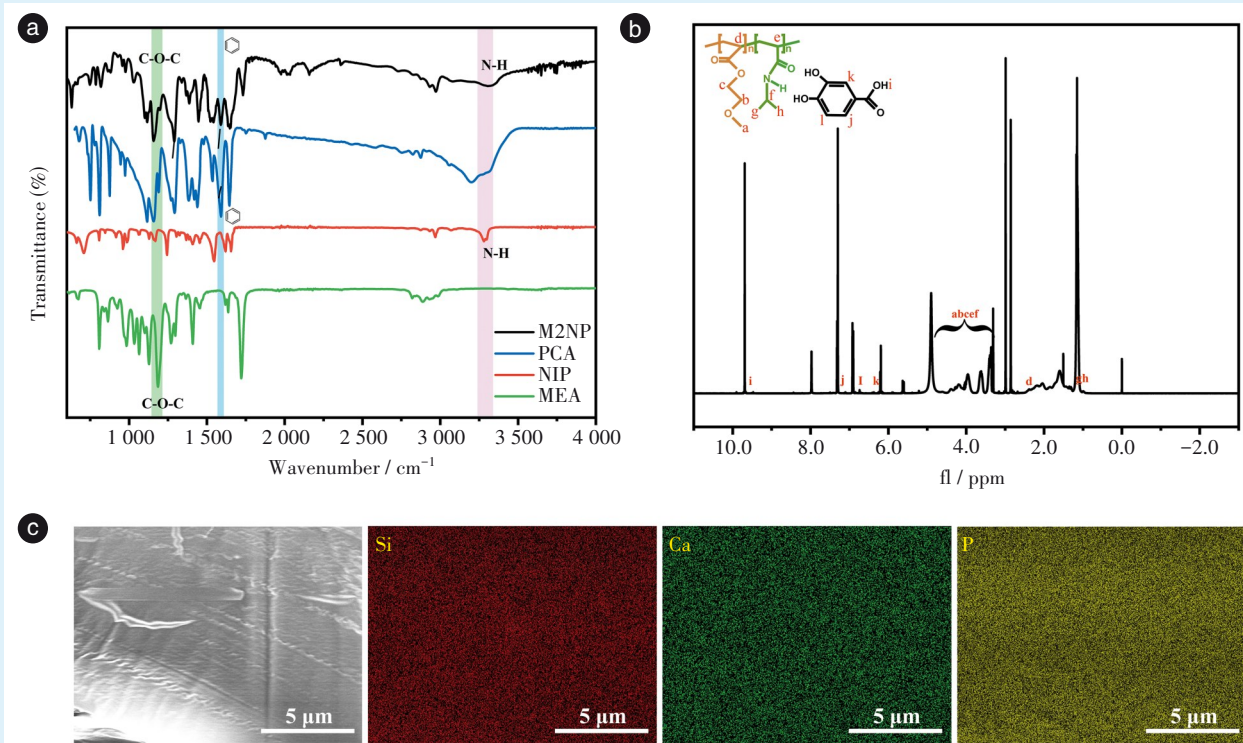 a
C-O-C
N-H
N-H
C-O-C
M2NP
PCA
NIP
MEA
Transmittance (%)
1 000 1 500 2 000 2 500 3 000 3 500 4 000
Wavenumber / cm⁻¹
b
d e
n n
O O
O N H
c f
b g h
O
a
HO k OHi
HO O
l j
abcef
i j l k d gh
10.0 8.0 6.0 4.0 2.0 0.0 −2.0
fl / ppm
c
Si Ca P
5 μm 5 μm 5 μm 5 μm